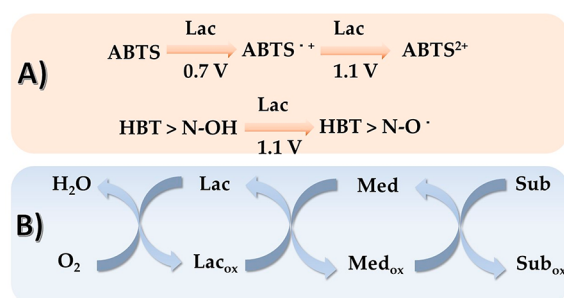 A)
Lac Lac
ABTS ABTS˙⁺ ABTS²⁺
0.7 V 1.1 V
Lac
HBT > N-OH HBT > N-O˙
1.1 V
B)
H₂O Lac Med Sub
O₂ Lacₒₓ Medₒₓ Subₒₓ